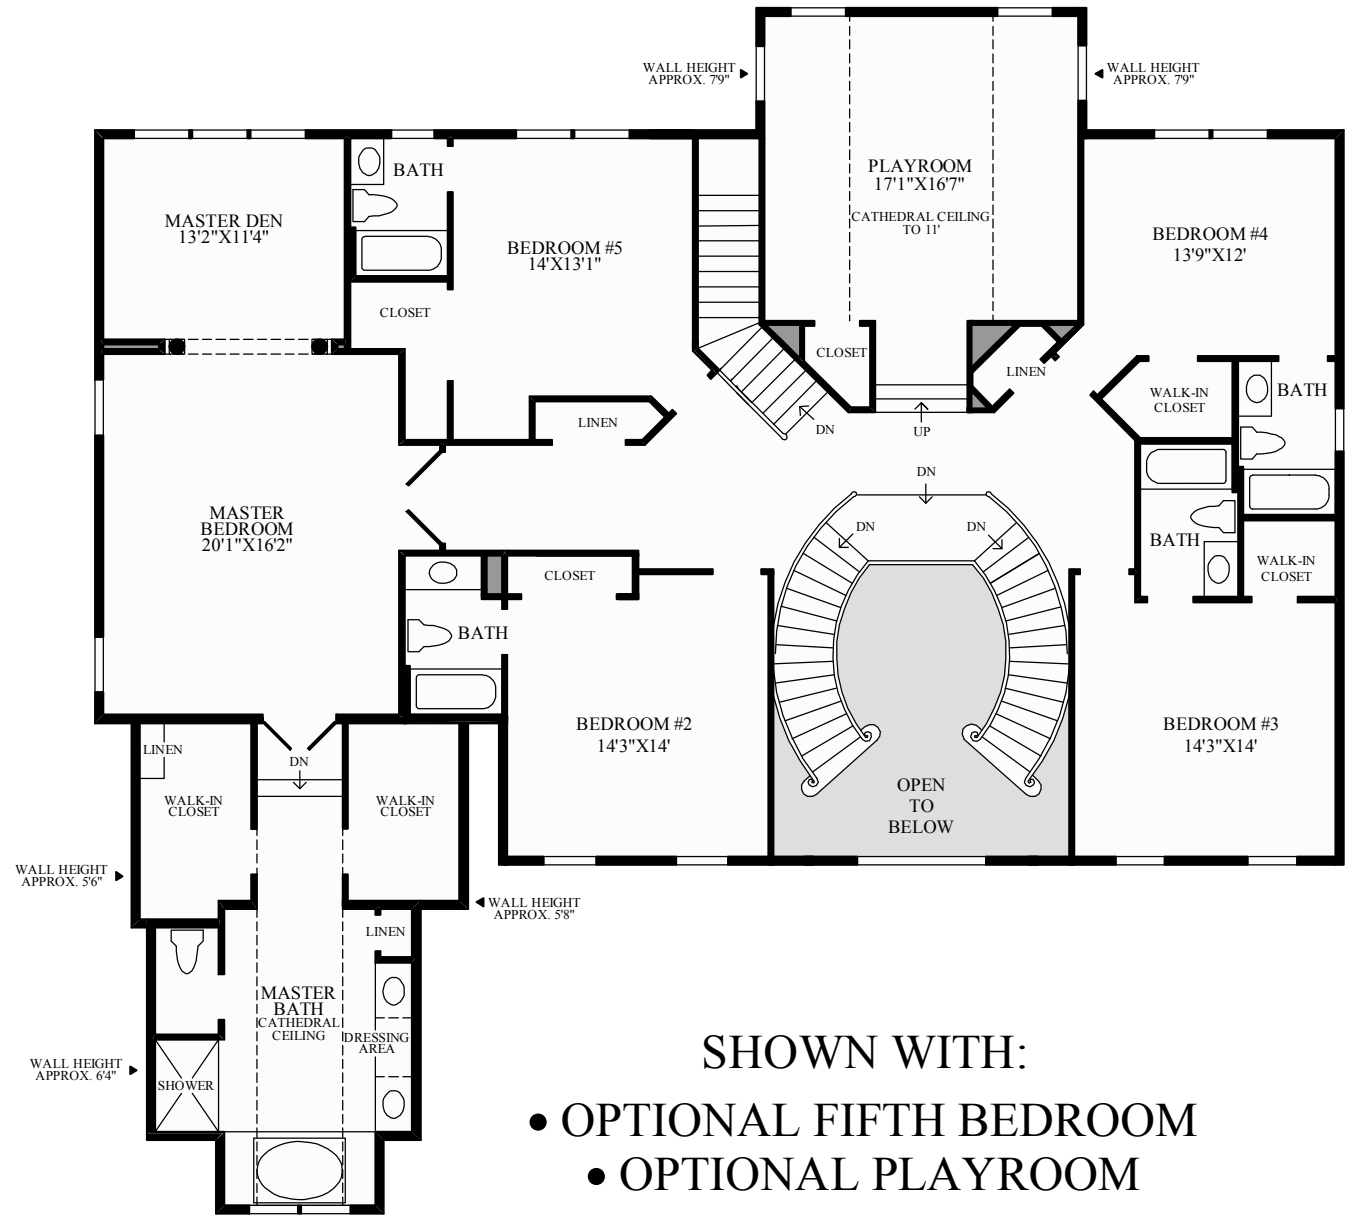 WALL HEIGHT
APPROX. 7'9"
WALL HEIGHT
APPROX. 7'9"
PLAYROOM
17'1"X16'7"
CATHEDRAL CEILING
TO 11'
BATH
MASTER DEN
13'2"X11'4"
BEDROOM #5
14'X13'1"
BEDROOM #4
13'9"X12'
CLOSET
CLOSET
LINEN
WALK-IN
CLOSET
BATH
LINEN
DN
UP
DN
MASTER
BEDROOM
20'1"X16'2"
DN
DN
BATH
WALK-IN
CLOSET
CLOSET
BATH
BEDROOM #2
14'3"X14'
BEDROOM #3
14'3"X14'
LINEN
DN
OPEN
TO
BELOW
WALK-IN
CLOSET
WALK-IN
CLOSET
WALL HEIGHT
APPROX. 5'6"
WALL HEIGHT
APPROX. 5'8"
LINEN
MASTER
BATH
CATHEDRAL
CEILING
DRESSING
AREA
WALL HEIGHT
APPROX. 6'4"
SHOWER
SHOWN WITH:
• OPTIONAL FIFTH BEDROOM
• OPTIONAL PLAYROOM